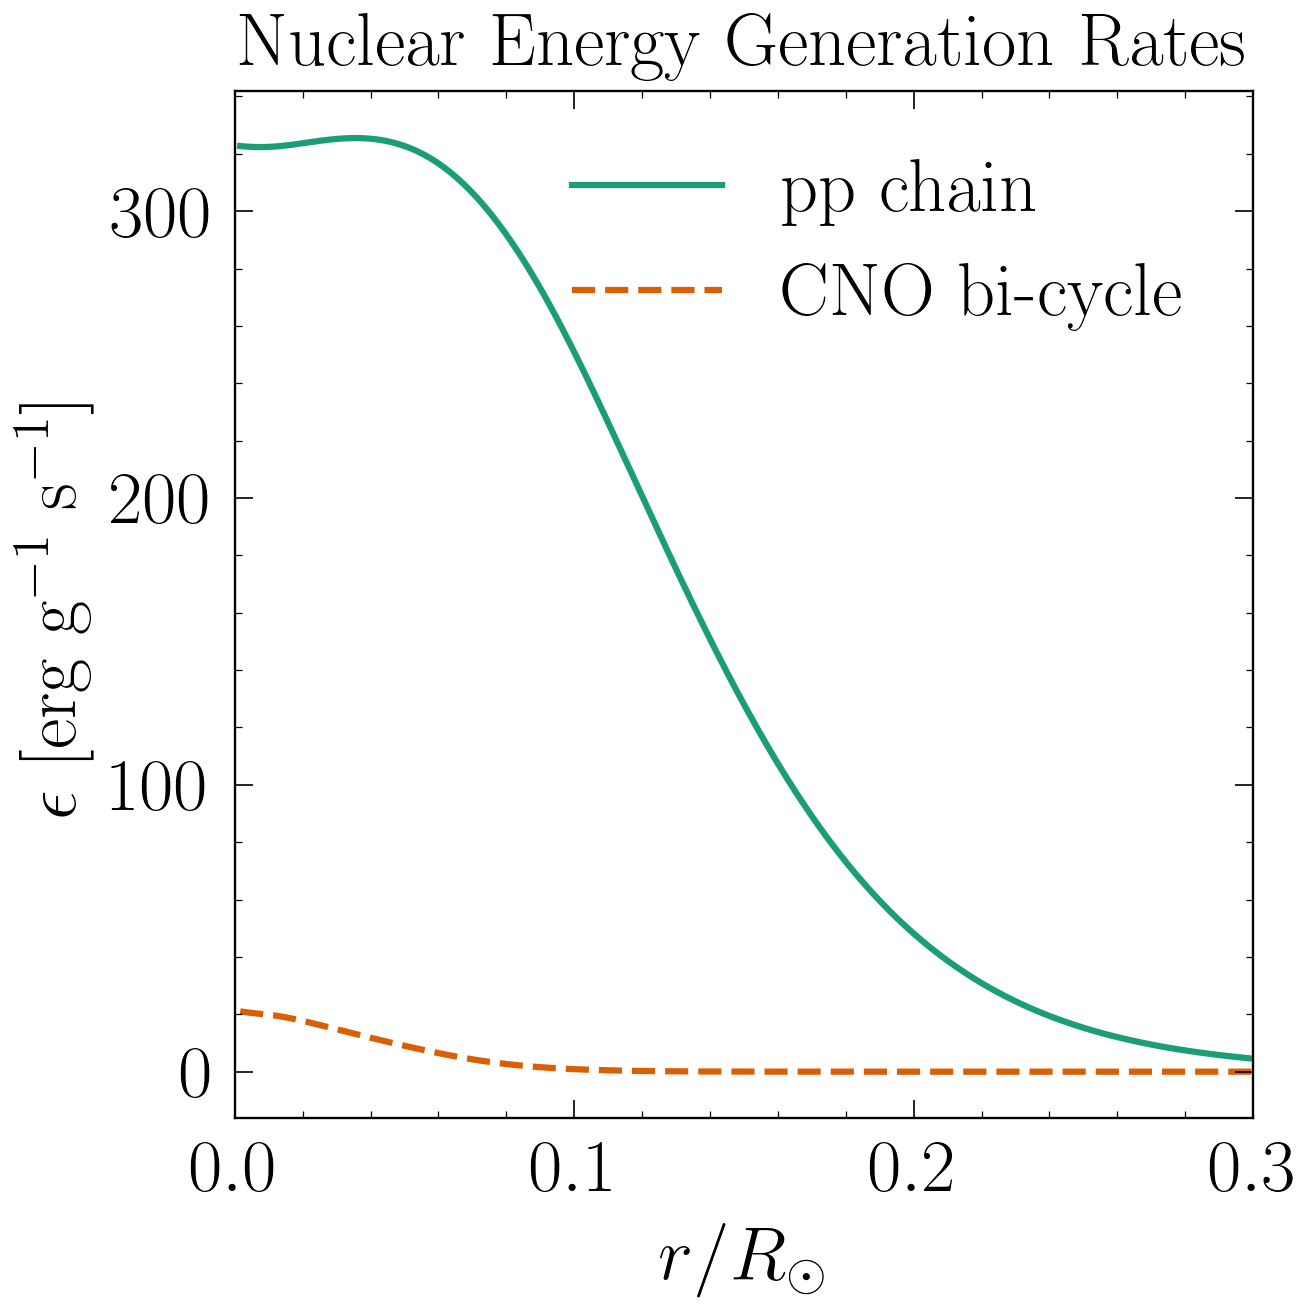 Nuclear Energy Generation Rates
pp chain
CNO bi-cycle
300
200
100
0
ϵ [erg g⁻¹ s⁻¹]
0.0 0.1 0.2 0.3
r/R☉